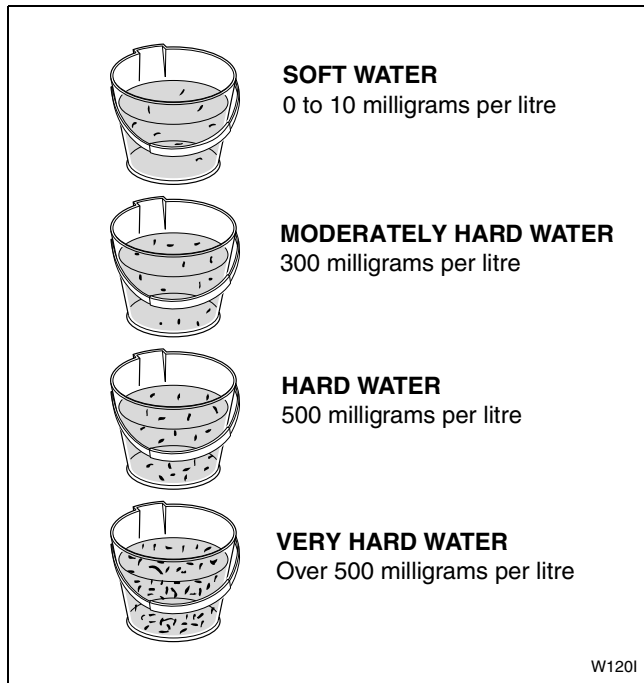 SOFT WATER
0 to 10 milligrams per litre
MODERATELY HARD WATER
300 milligrams per litre
HARD WATER
500 milligrams per litre
VERY HARD WATER
Over 500 milligrams per litre
W120I